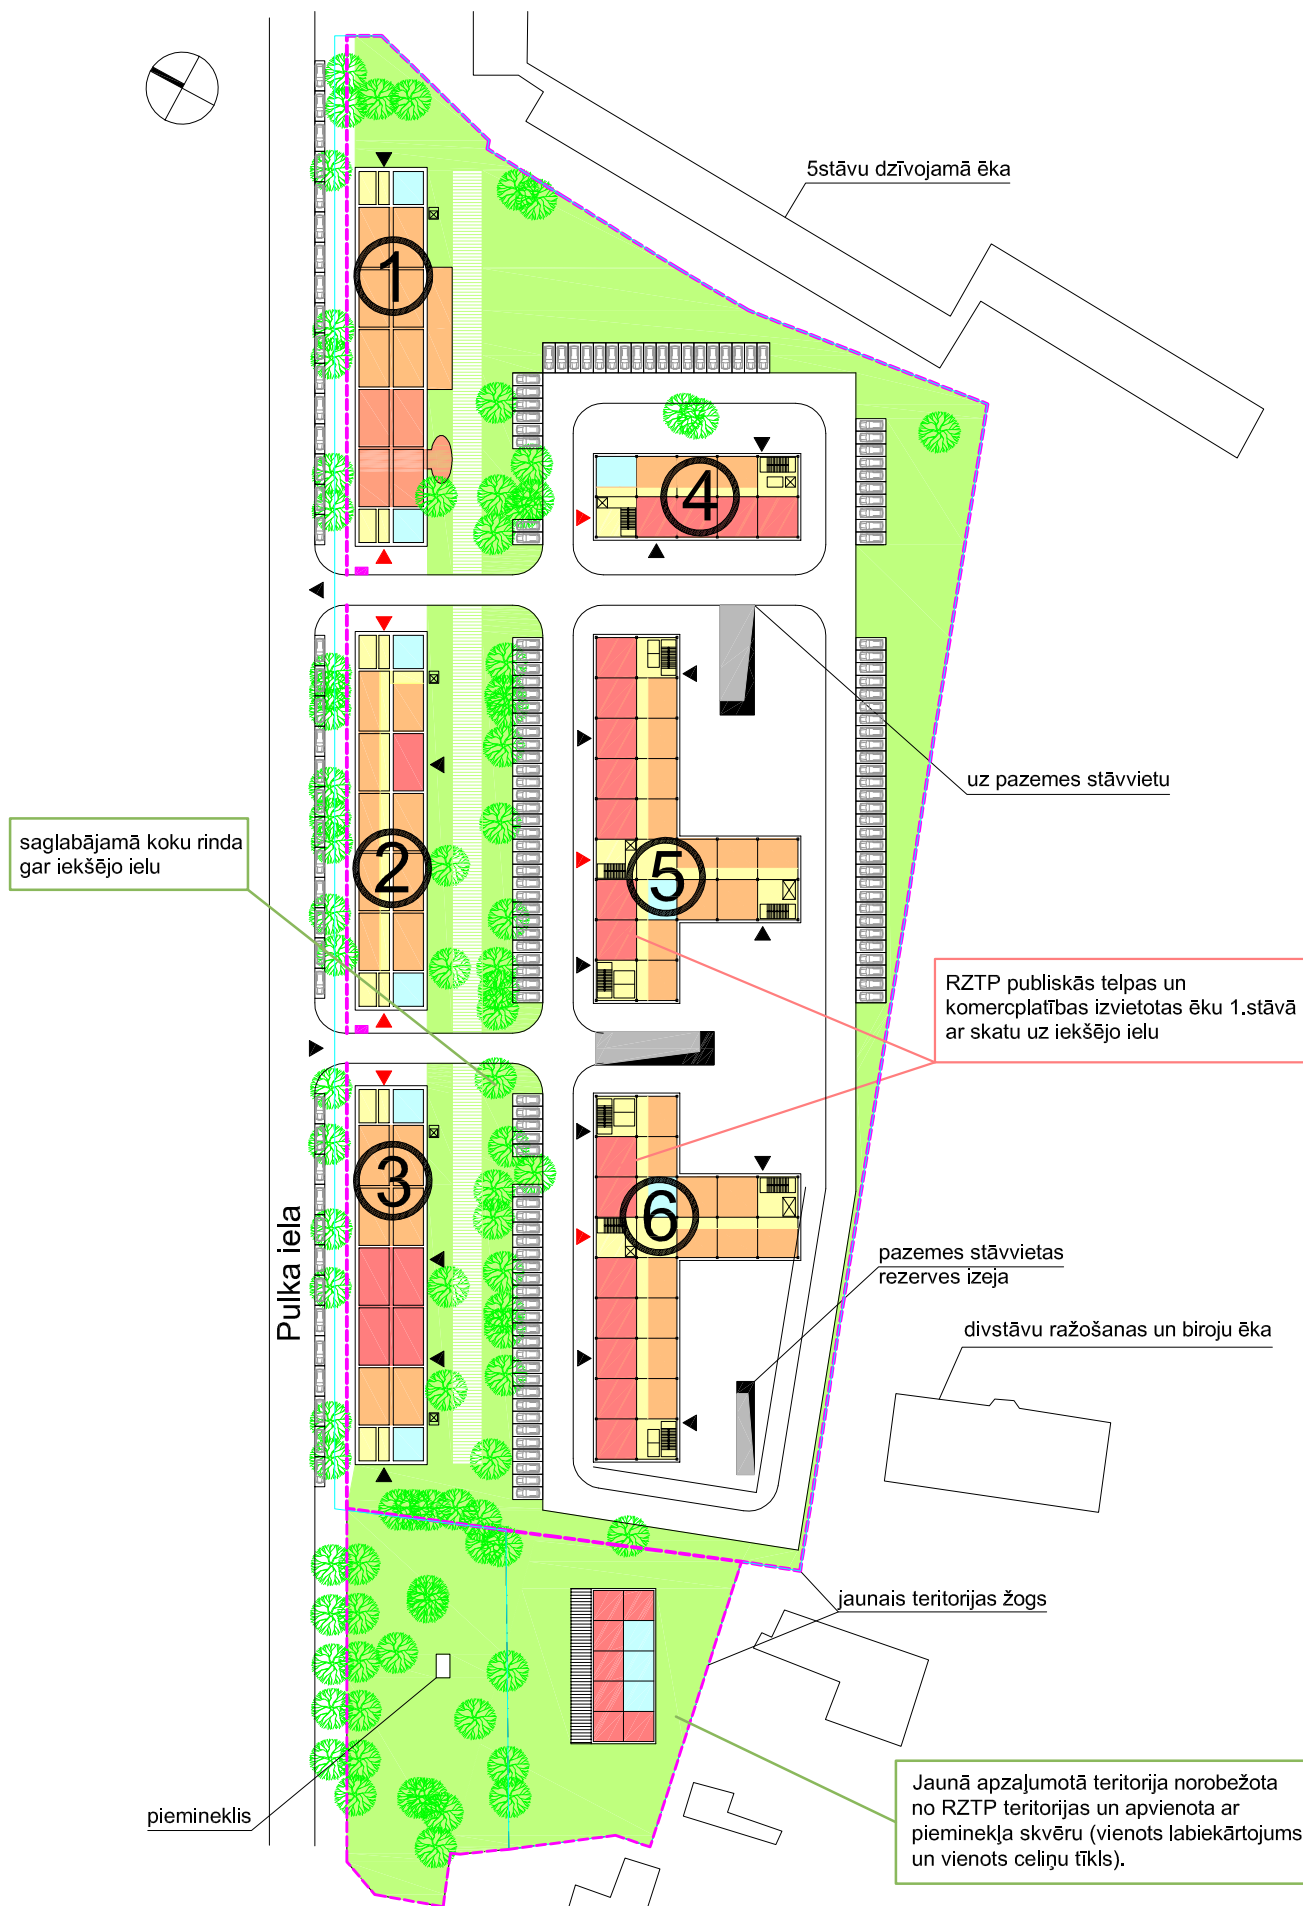 5stāvu dzīvojamā ēka
1
4
uz pazemes stāvvietu
saglabājamā koku rinda
gar iekšējo ielu
2
5
RZTP publiskās telpas un
komercplatības izvietotas ēku 1.stāvā
ar skatu uz iekšējo ielu
3
6
Pulka iela
pazemes stāvvietas
rezerves izeja
divstāvu ražošanas un biroju ēka
jaunais teritorijas žogs
piemineklis
Jaunā apzaļumotā teritorija norobežota
no RZTP teritorijas un apvienota ar
pieminekļa skvēru (vienots labiekārtojums
un vienots celiņu tīkls).